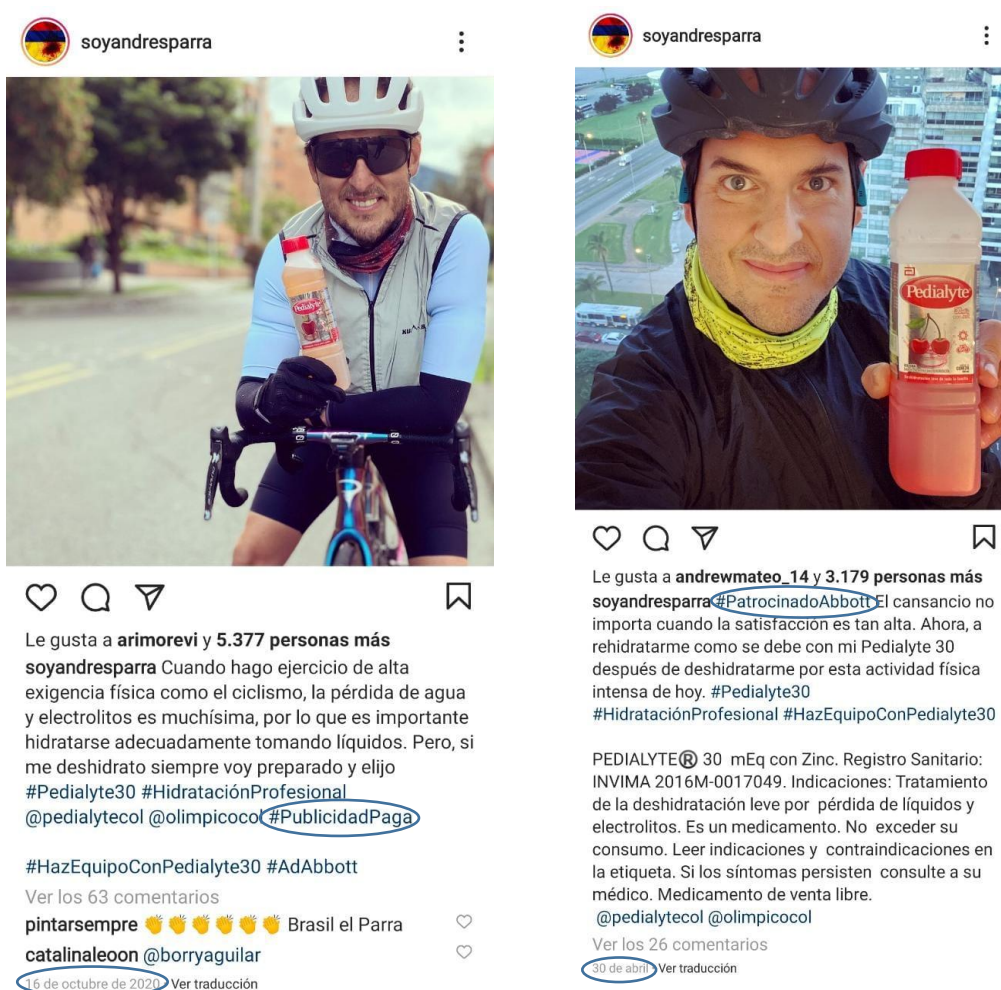 soyandresparra
Pedialyte
Le gusta a arimorevi y 5.377 personas más
soyandresparra Cuando hago ejercicio de alta
exigencia física como el ciclismo, la pérdida de agua
y electrolitos es muchísima, por lo que es importante
hidratarse adecuadamente tomando líquidos. Pero, si
me deshidrato siempre voy preparado y elijo
#Pedialyte30 #HidrataciónProfesional
@pedialytecol @olimpicocol #PublicidadPaga
#HazEquipoConPedialyte30 #AdAbbott
Ver los 63 comentarios
pintarsempre 👏👏👏👏👏👏 Brasil el Parra
catalinaleoon @borryaguilar
16 de octubre de 2020 · Ver traducción
soyandresparra
Pedialyte
Le gusta a andrewmateo_14 y 3.179 personas más
soyandresparra #PatrocinadoAbbott El cansancio no
importa cuando la satisfacción es tan alta. Ahora, a
rehidratarme como se debe con mi Pedialyte 30
después de deshidratarme por esta actividad física
intensa de hoy. #Pedialyte30
#HidrataciónProfesional #HazEquipoConPedialyte30
PEDIALYTE®️ 30 mEq con Zinc. Registro Sanitario:
INVIMA 2016M-0017049. Indicaciones: Tratamiento
de la deshidratación leve por pérdida de líquidos y
electrolitos. Es un medicamento. No exceder su
consumo. Leer indicaciones y contraindicaciones en
la etiqueta. Si los síntomas persisten consulte a su
médico. Medicamento de venta libre.
@pedialytecol @olimpicocol
Ver los 26 comentarios
30 de abril · Ver traducción